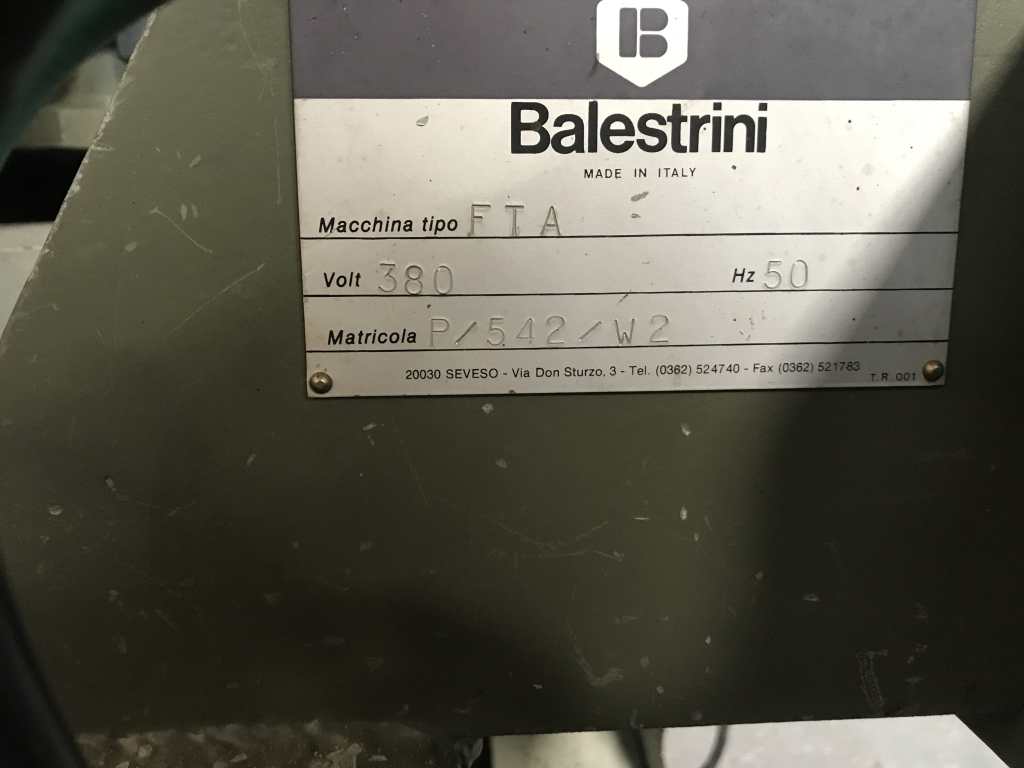 B
Balestrini
MADE IN ITALY
Macchina tipo FTA
Volt 380 Hz 50
Matricola P/542/W2
20030 SEVESO - Via Don Sturzo, 3 - Tel. (0362) 524740 - Fax (0362) 521783
T.R. 001